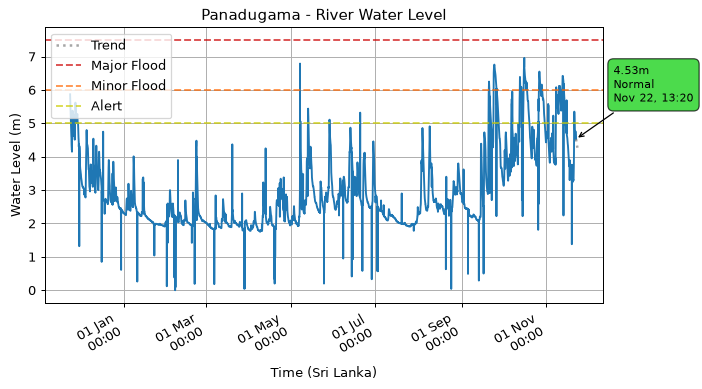 Panadugama - River Water Level
Trend
Major Flood
Minor Flood
Alert
4.53m
Normal
Nov 22, 13:20
Water Level (m)
7
6
5
4
3
2
1
0
01 Jan
00:00
01 Mar
00:00
01 May
00:00
01 Jul
00:00
01 Sep
00:00
01 Nov
00:00
Time (Sri Lanka)